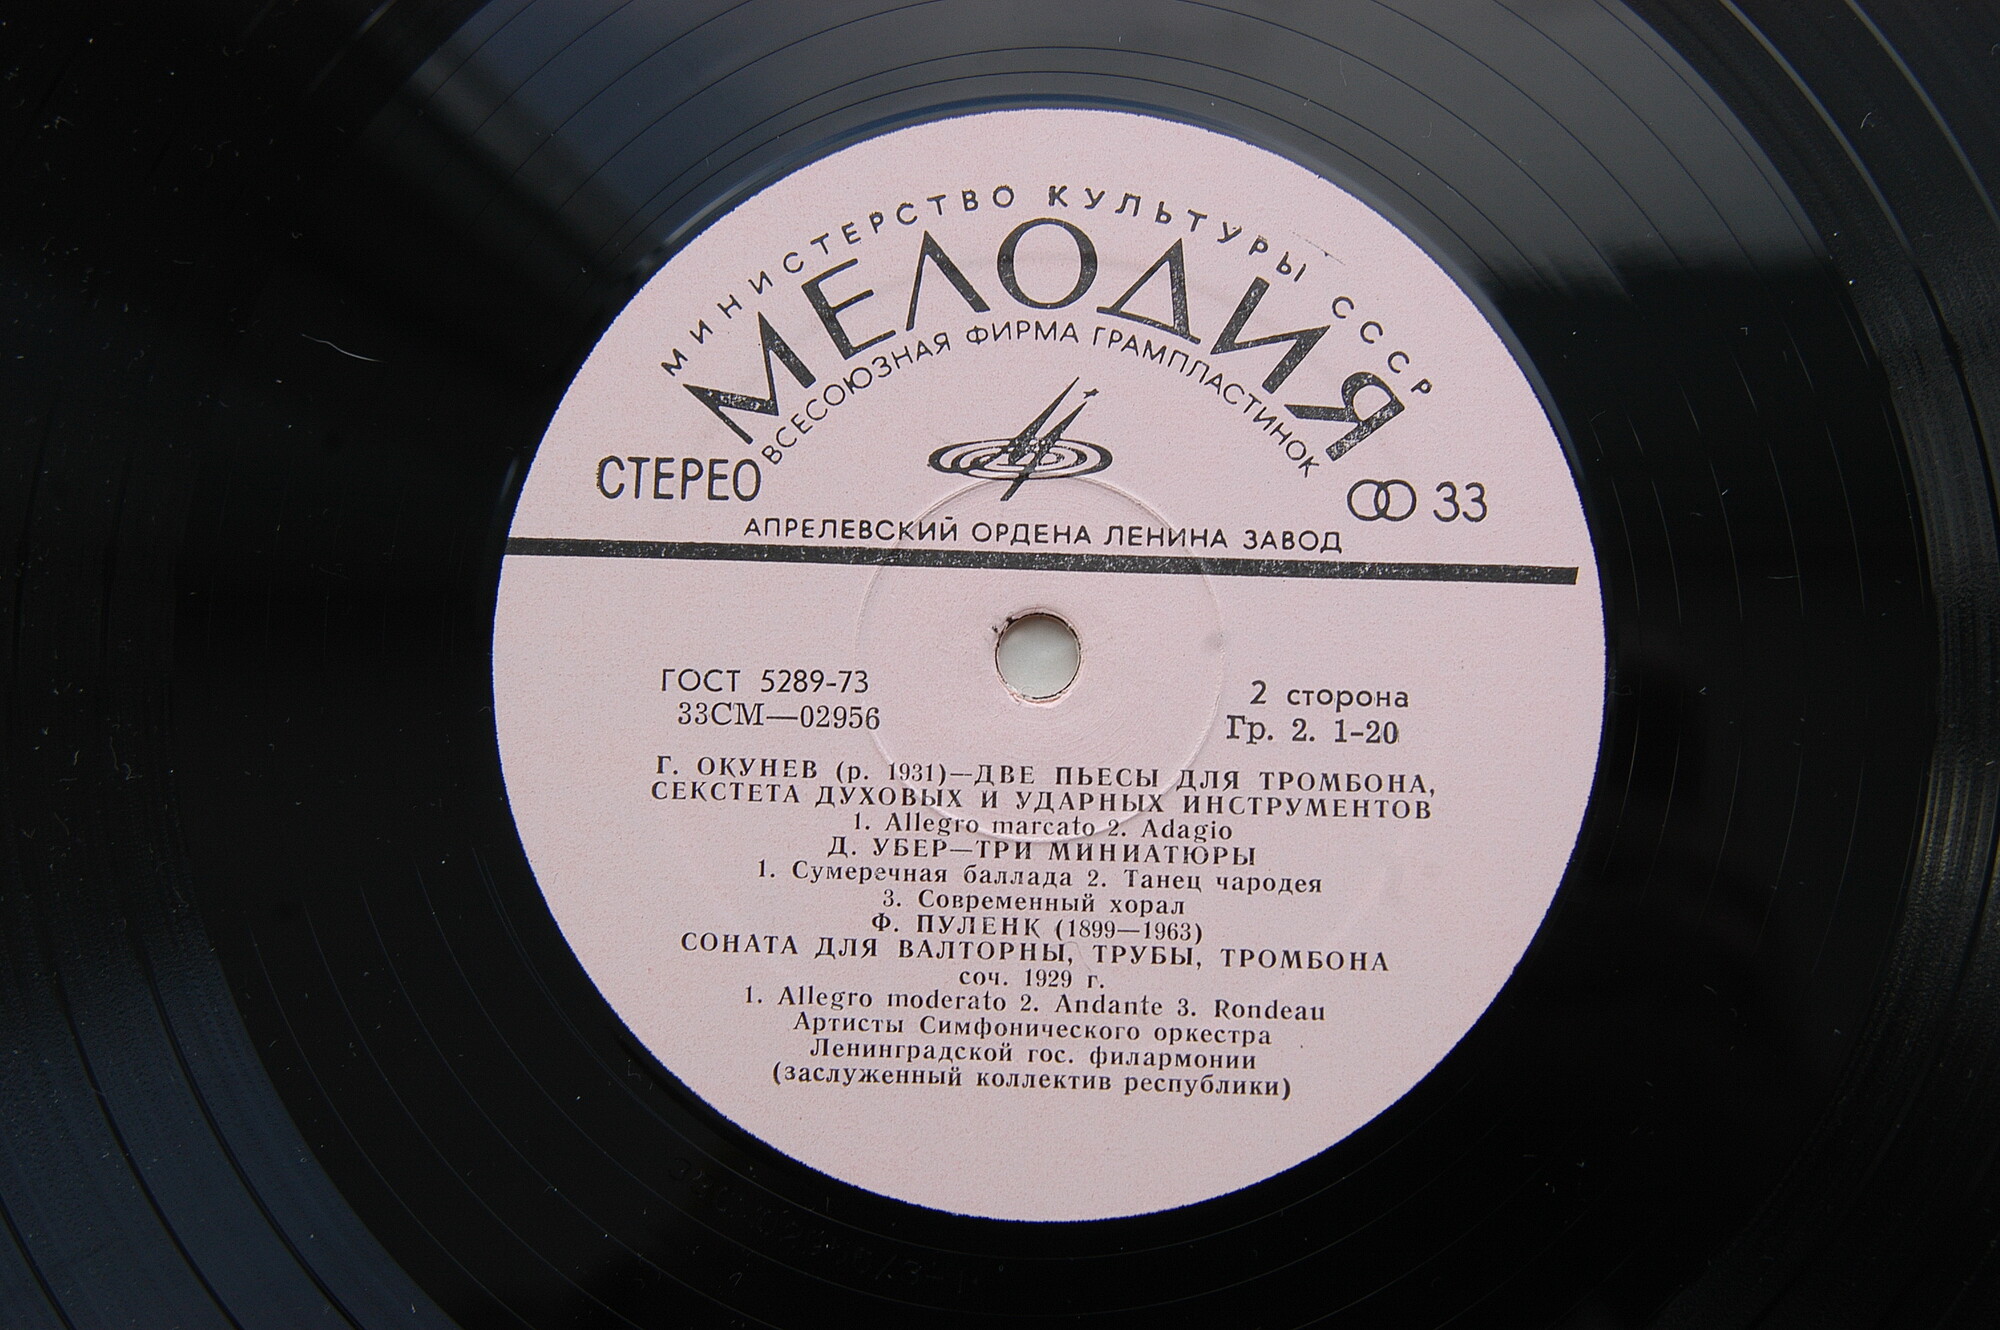 МИНИСТЕРСТВО КУЛЬТУРЫ СССР
МЕЛОДИЯ
ВСЕСОЮЗНАЯ ФИРМА ГРАМПЛАСТИНОК
СТЕРЕО
33
АПРЕЛЕВСКИЙ ОРДЕНА ЛЕНИНА ЗАВОД
ГОСТ 5289-73
33СМ—02956
2 сторона
Гр. 2. 1-20
Г. ОКУНЕВ (р. 1931)—ДВЕ ПЬЕСЫ ДЛЯ ТРОМБОНА,
СЕКСТЕТА ДУХОВЫХ И УДАРНЫХ ИНСТРУМЕНТОВ
1. Allegro marcato 2. Adagio
Д. УБЕР—ТРИ МИНИАТЮРЫ
1. Сумеречная баллада 2. Танец чародея
3. Современный хорал
Ф. ПУЛЕНК (1899—1963)
СОНАТА ДЛЯ ВАЛТОРНЫ, ТРУБЫ, ТРОМБОНА
соч. 1929 г.
1. Allegro moderato 2. Andante 3. Rondeau
Артисты Симфонического оркестра
Ленинградской гос. филармонии
(заслуженный коллектив республики)